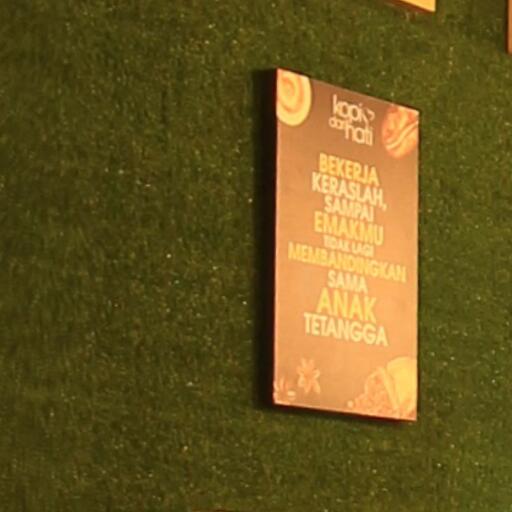 kopi
dari hati
BEKERJA
KERASLAH,
SAMPAI
EMAKMU
TIDAK LAGI
MEMBANDINGKAN
SAMA
ANAK
TETANGGA